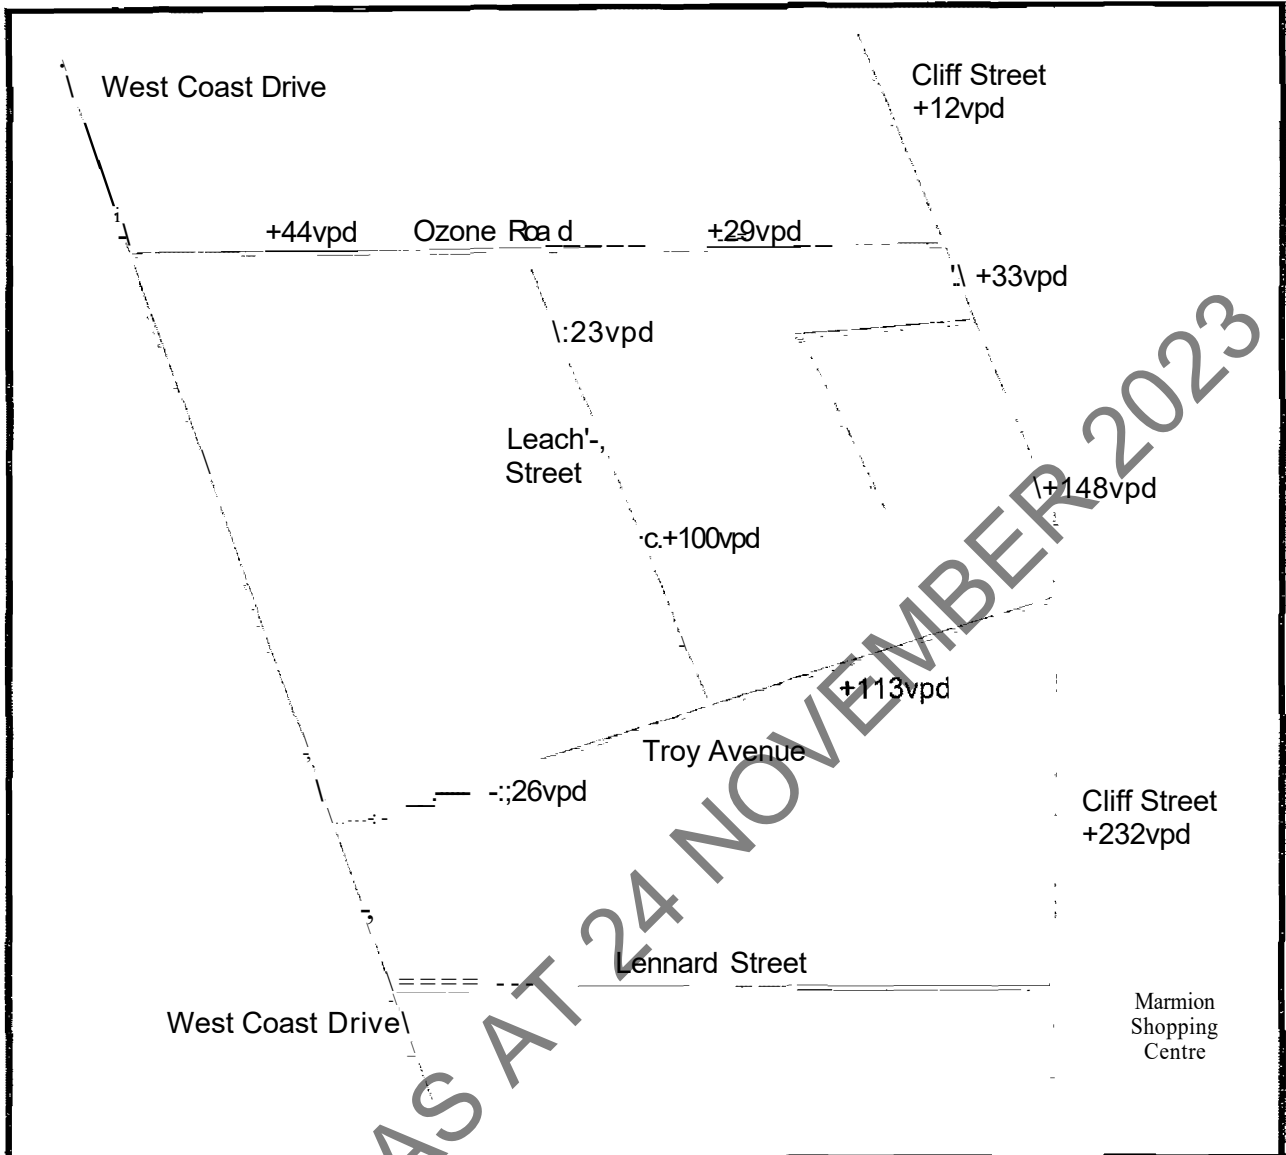 West Coast Drive
Cliff Street
+12vpd
+44vpd Ozone Road +29vpd
+33vpd
\:23vpd
Leach'-,
Street
\+148vpd
·c.+100vpd
+113vpd
Troy Avenue
-:;26vpd
Cliff Street
+232vpd
Lennard Street
West Coast Drive
Marmion
Shopping
Centre
AS AT 24 NOVEMBER 2023